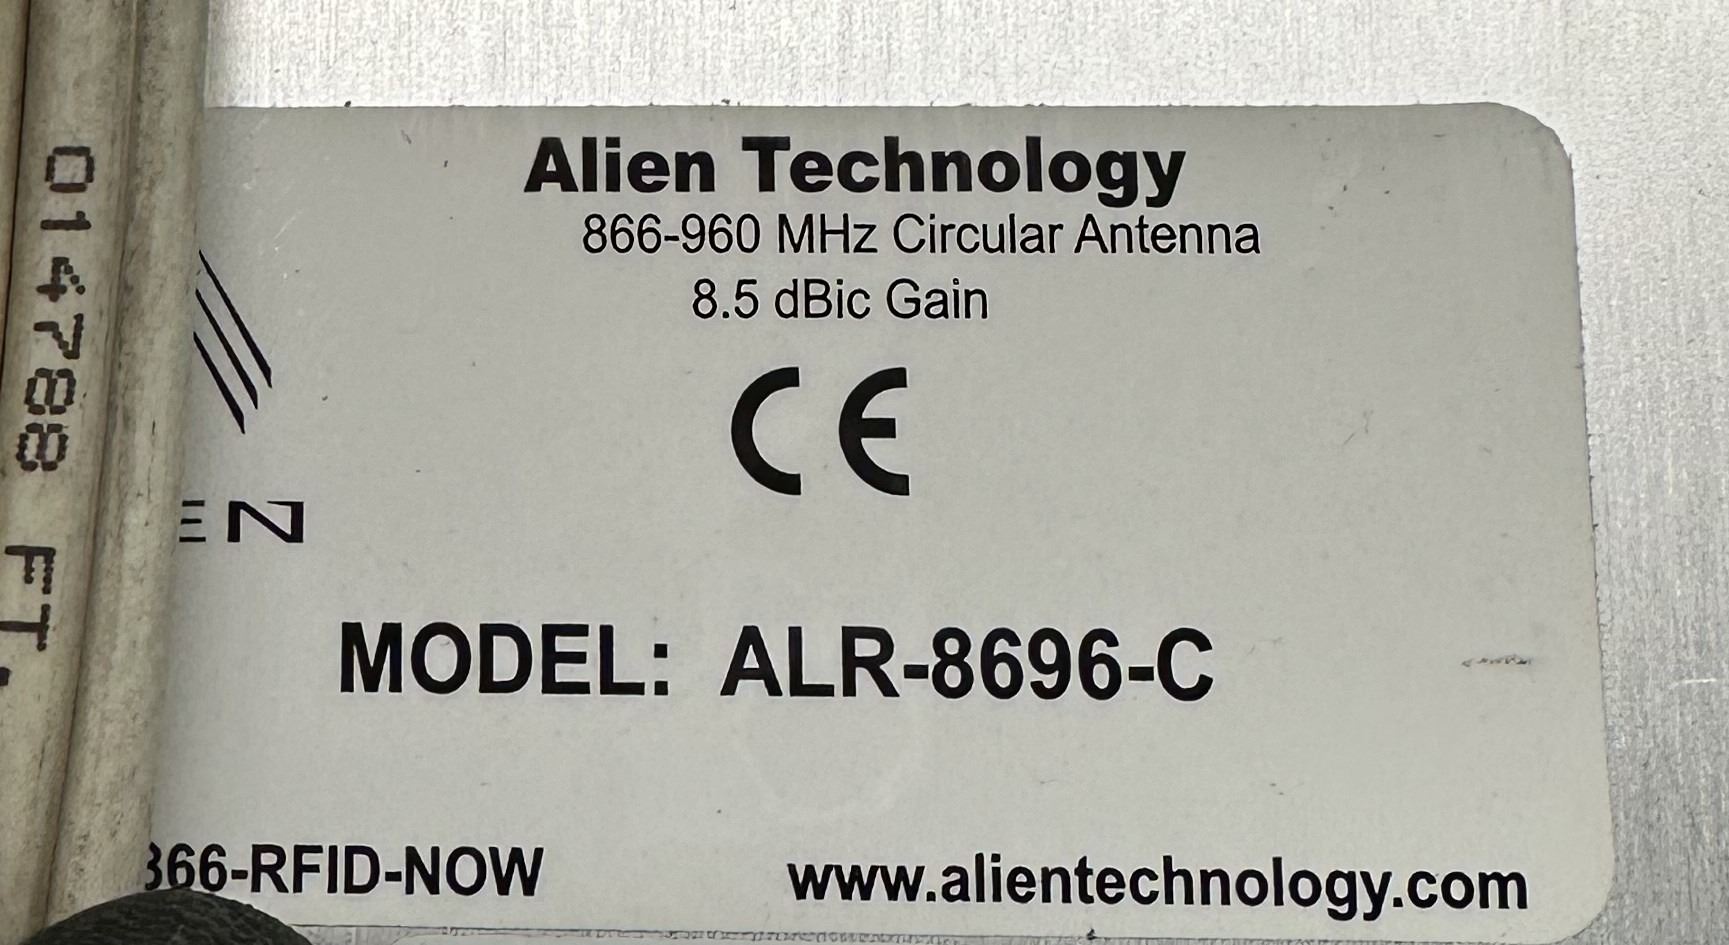 014788 FT.
Alien Technology
866-960 MHz Circular Antenna
8.5 dBic Gain
CE
MODEL: ALR-8696-C
66-RFID-NOW
www.alientechnology.com